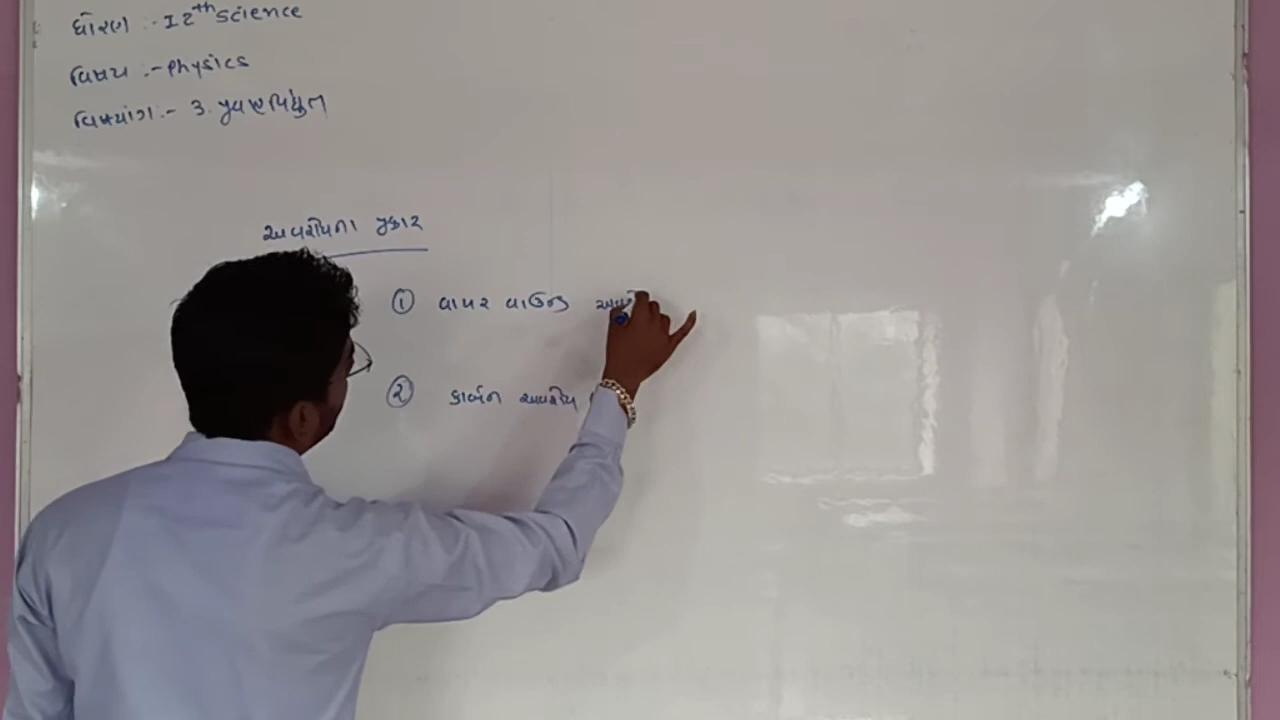 ધોરણ :- 12th Science
વિષય :- Physics
વિષયાંગ :- 3. પ્રવાહવિદ્યુત
અવરોધના પ્રકાર
① વાયર વાઉન્ડ
② કાર્બન અવરોધ